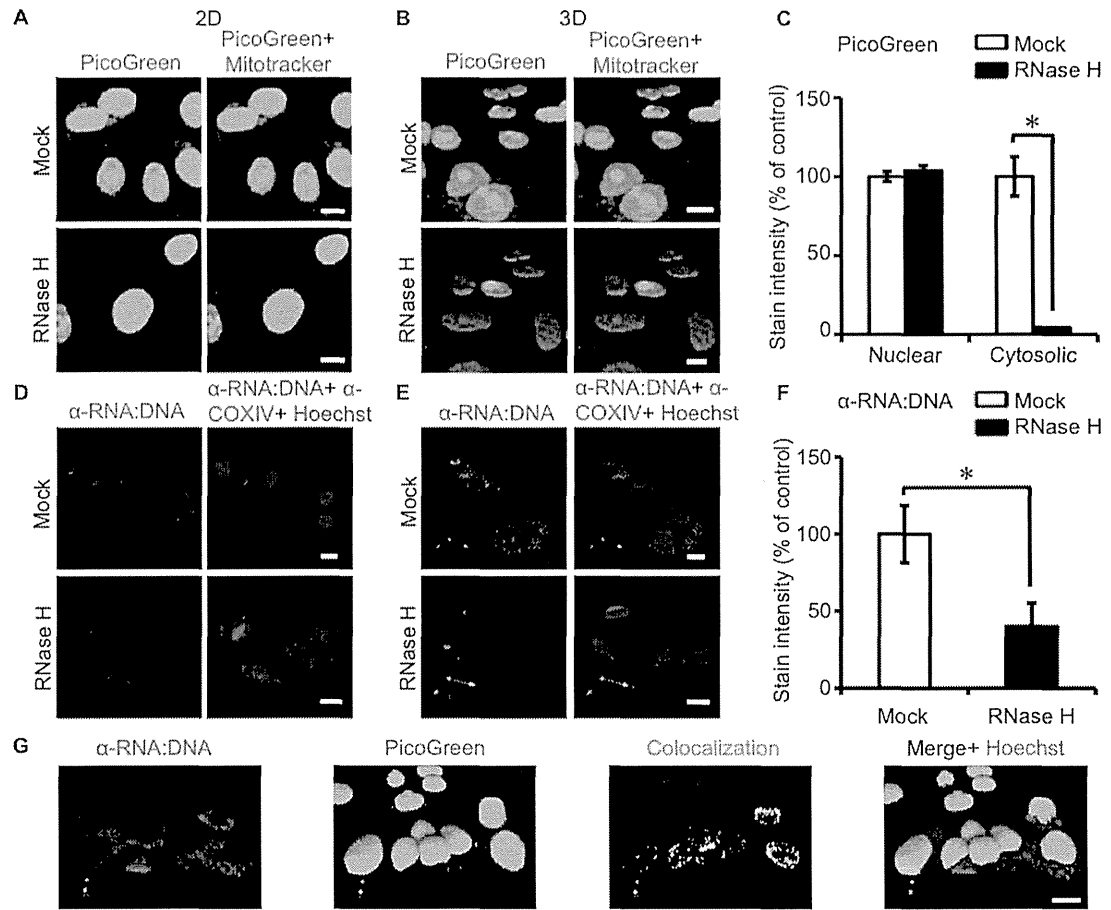 A
2D
PicoGreen
PicoGreen+
Mitotracker
Mock
RNase H
B
3D
PicoGreen
PicoGreen+
Mitotracker
Mock
RNase H
C
PicoGreen
Mock
RNase H
Stain intensity (% of control)
150
100
50
0
*
Nuclear
Cytosolic
D
α-RNA:DNA
α-RNA:DNA+ α-
COXIV+ Hoechst
Mock
RNase H
E
α-RNA:DNA
α-RNA:DNA+ α-
COXIV+ Hoechst
Mock
RNase H
F
α-RNA:DNA
Mock
RNase H
Stain intensity (% of control)
150
100
50
0
*
Mock
RNase H
G
α-RNA:DNA
PicoGreen
Colocalization
Merge+ Hoechst